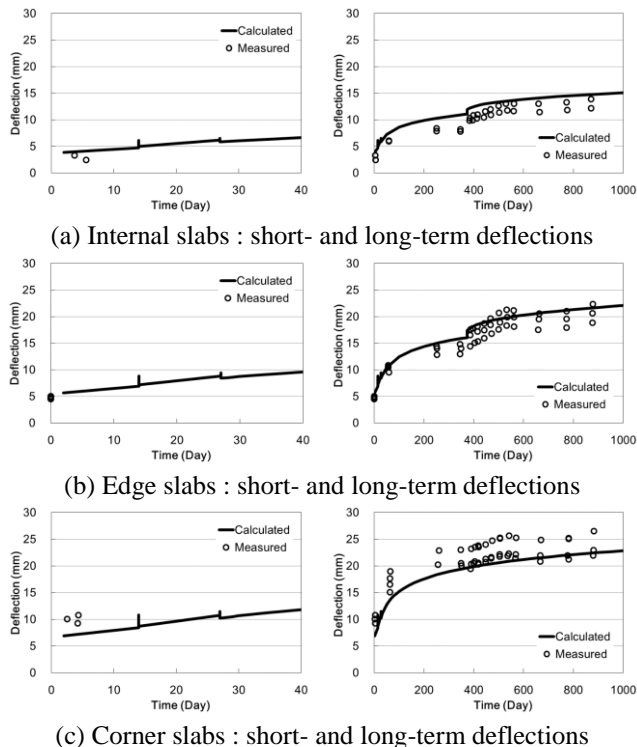 30
25
20
15
10
5
0
Deflection (mm)
Calculated
Measured
0 10 20 30 40
Time (Day)
30
25
20
15
10
5
0
Deflection (mm)
Calculated
Measured
0 200 400 600 800 1000
Time (Day)
(a) Internal slabs : short- and long-term deflections
30
25
20
15
10
5
0
Deflection (mm)
Calculated
Measured
0 10 20 30 40
Time (Day)
30
25
20
15
10
5
0
Deflection (mm)
Calculated
Measured
0 200 400 600 800 1000
Time (Day)
(b) Edge slabs : short- and long-term deflections
30
25
20
15
10
5
0
Deflection (mm)
Calculated
Measured
0 10 20 30 40
Time (Day)
30
25
20
15
10
5
0
Deflection (mm)
Calculated
Measured
0 200 400 600 800 1000
Time (Day)
(c) Corner slabs : short- and long-term deflections